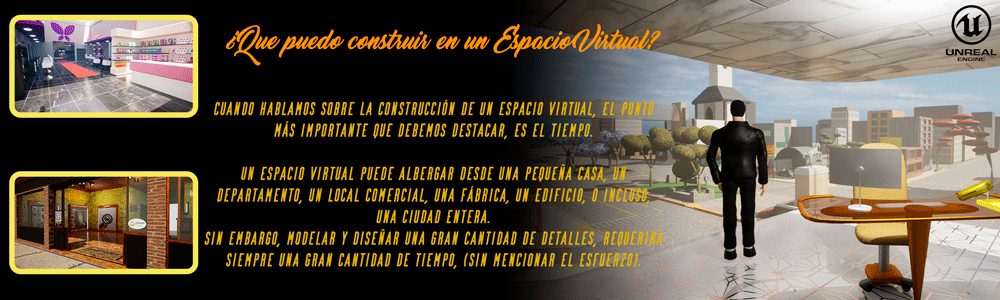 ¿Que puedo construir en un Espacio Virtual?
UNREAL
ENGINE
CUANDO HABLAMOS SOBRE LA CONSTRUCCIÓN DE UN ESPACIO VIRTUAL, EL PUNTO
MÁS IMPORTANTE QUE DEBEMOS DESTACAR, ES EL TIEMPO.
UN ESPACIO VIRTUAL PUEDE ALBERGAR DESDE UNA PEQUEÑA CASA, UN
DEPARTAMENTO, UN LOCAL COMERCIAL, UNA FÁBRICA, UN EDIFICIO, O INCLUSO,
UNA CIUDAD ENTERA.
SIN EMBARGO, MODELAR Y DISEÑAR UNA GRAN CANTIDAD DE DETALLES, REQUERIRÁ
SIEMPRE UNA GRAN CANTIDAD DE TIEMPO, (SIN MENCIONAR EL ESFUERZO).